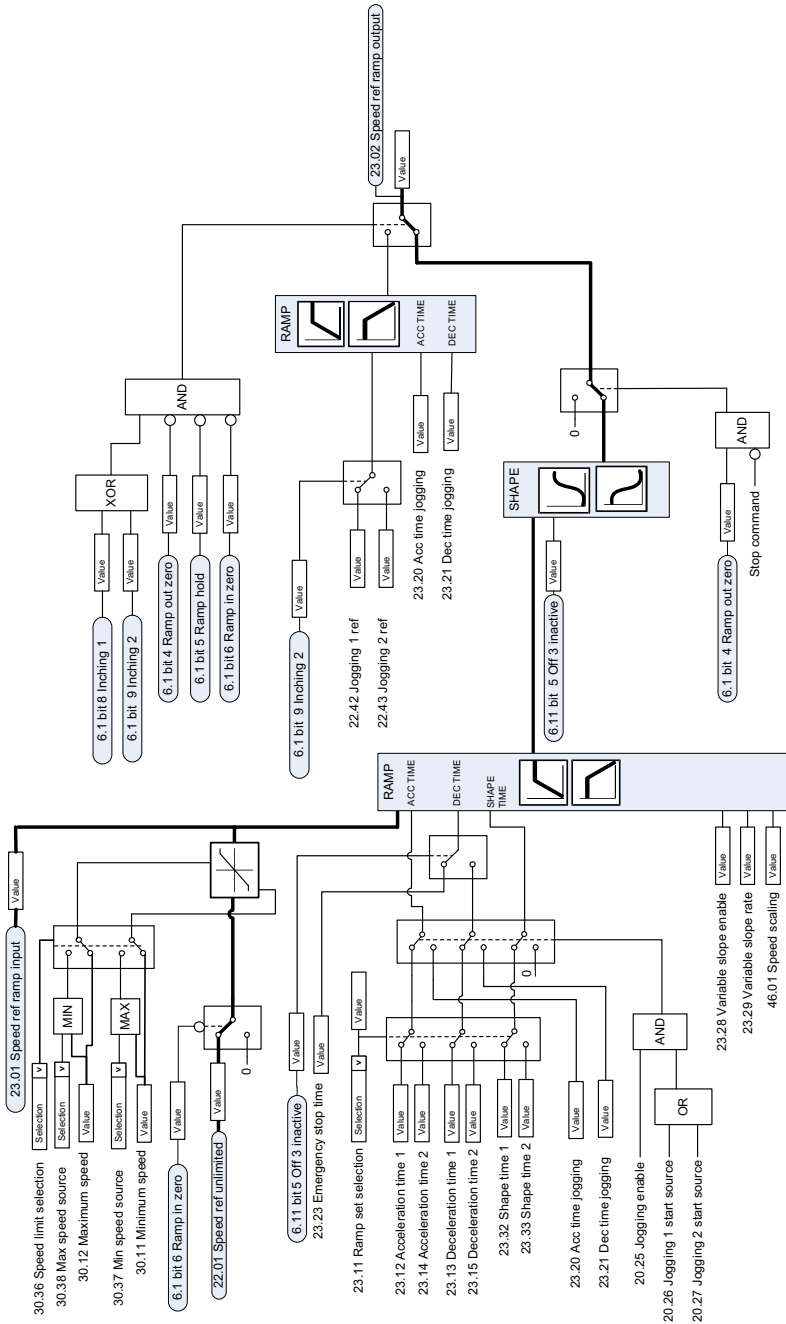 23.01 Speed ref ramp input
Value
30.36 Speed limit selection
Selection
v
30.38 Max speed source
Selection
v
MIN
30.12 Maximum speed
Value
30.37 Min speed source
Selection
v
MAX
30.11 Minimum speed
Value
6.1 bit 6 Ramp in zero
Value
22.01 Speed ref unlimited
Value
0
6.11 bit 5 Off 3 inactive
Value
23.23 Emergency stop time
Value
23.11 Ramp set selection
Selection
v
Value
23.12 Acceleration time 1
Value
23.14 Acceleration time 2
Value
23.13 Deceleration time 1
Value
23.15 Deceleration time 2
Value
23.32 Shape time 1
Value
23.33 Shape time 2
Value
0
23.20 Acc time jogging
Value
23.21 Dec time jogging
Value
20.25 Jogging enable
AND
20.26 Jogging 1 start source
OR
20.27 Jogging 2 start source
23.28 Variable slope enable
Value
23.29 Variable slope rate
Value
46.01 Speed scaling
Value
RAMP
ACC TIME
DEC TIME
SHAPE
TIME
6.1 bit 8 Inching 1
Value
6.1 bit 9 Inching 2
Value
XOR
6.1 bit 4 Ramp out zero
Value
6.1 bit 5 Ramp hold
Value
6.1 bit 6 Ramp in zero
Value
AND
6.1 bit 9 Inching 2
Value
22.42 Jogging 1 ref
Value
22.43 Jogging 2 ref
Value
23.20 Acc time jogging
Value
23.21 Dec time jogging
Value
RAMP
ACC TIME
DEC TIME
6.11 bit 5 Off 3 inactive
Value
SHAPE
0
6.1 bit 4 Ramp out zero
Value
AND
Stop command
23.02 Speed ref ramp output
Value